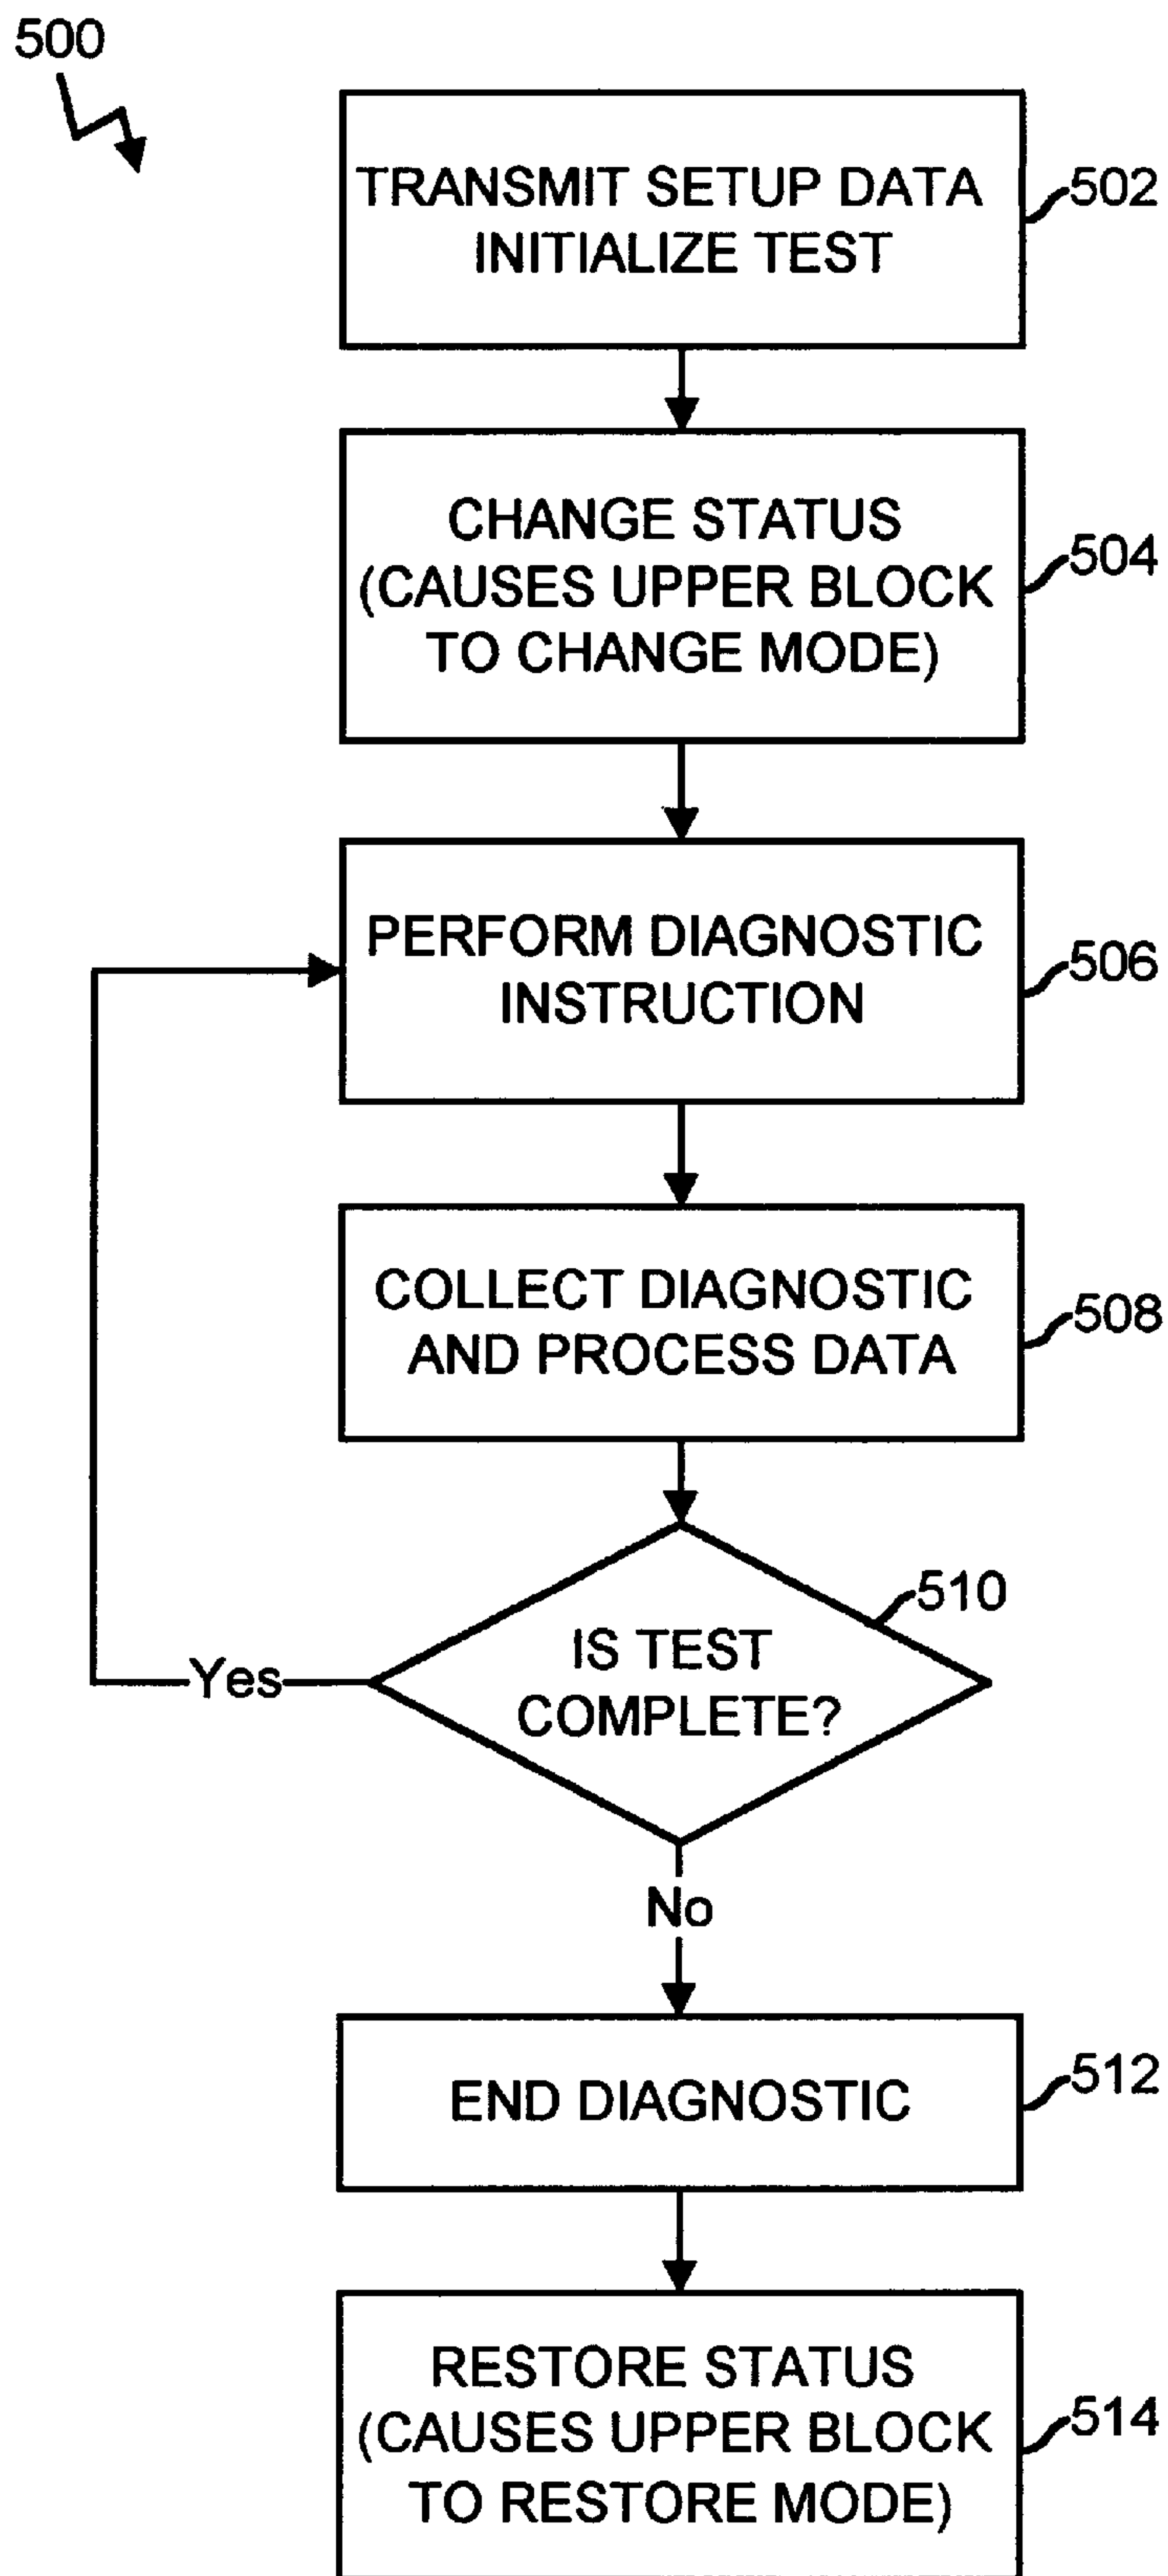 500
TRANSMIT SETUP DATA
INITIALIZE TEST
502
CHANGE STATUS
(CAUSES UPPER BLOCK
TO CHANGE MODE)
504
PERFORM DIAGNOSTIC
INSTRUCTION
506
COLLECT DIAGNOSTIC
AND PROCESS DATA
508
IS TEST
COMPLETE?
510
Yes
No
END DIAGNOSTIC
512
RESTORE STATUS
(CAUSES UPPER BLOCK
TO RESTORE MODE)
514